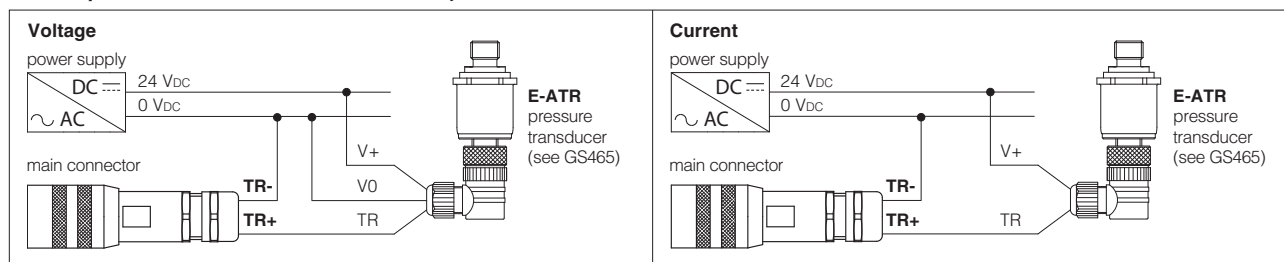 Voltage
power supply
DC
AC
24 VDC
0 VDC
main connector
TR-
TR+
V+
V0
TR
E-ATR
pressure
transducer
(see GS465)
Current
power supply
DC
AC
24 VDC
0 VDC
main connector
TR-
TR+
V+
TR
E-ATR
pressure
transducer
(see GS465)